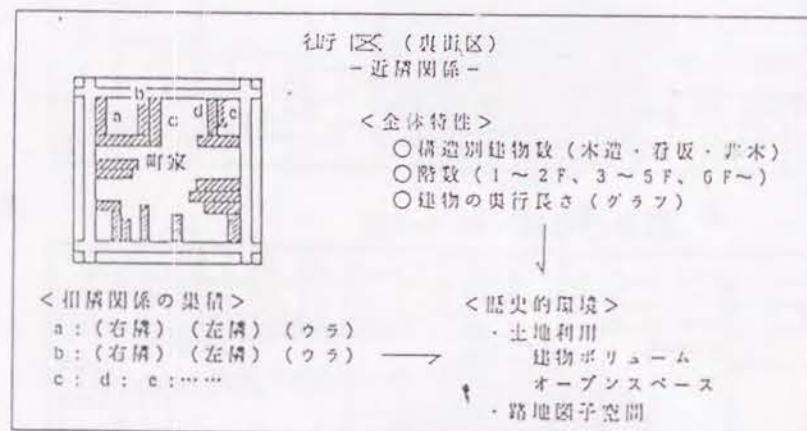 街区（街区）
－近隣関係－
b
a c d e
町家
＜全体特性＞
○構造別建物数（木造・看板・非木）
○階数（1～2F、3～5F、6F～）
○建物の奥行長さ（グラフ）
＜相隣関係の集積＞
a：（右隣）（左隣）（ウラ）
b：（右隣）（左隣）（ウラ）
c： d： e：……
＜歴史的環境＞
・土地利用
建物ボリューム
オープンスペース
・路地図子空間